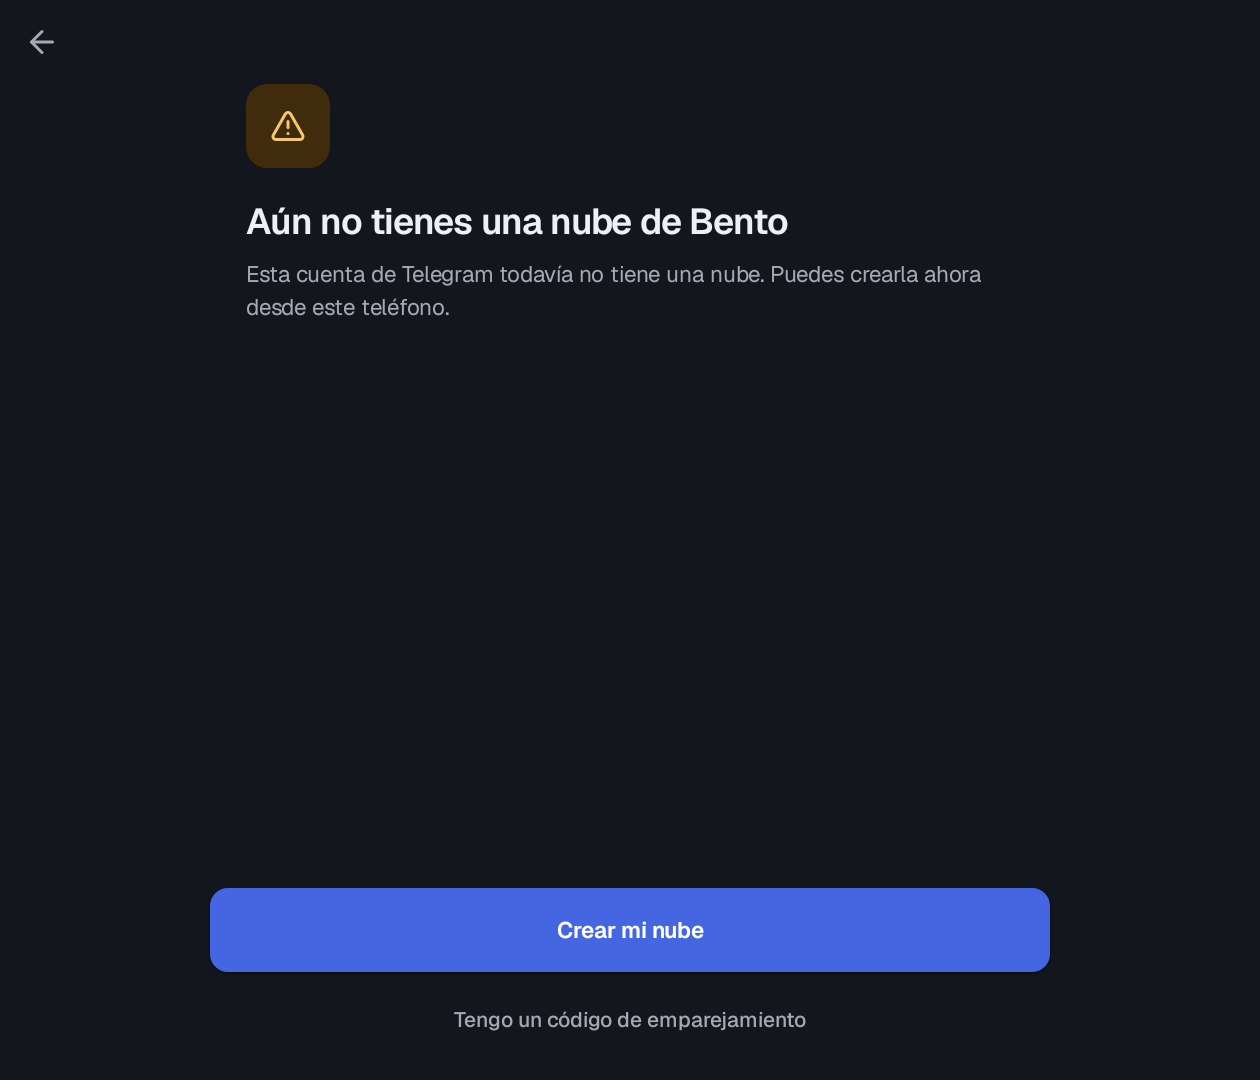 Aún no tienes una nube de Bento
Esta cuenta de Telegram todavía no tiene una nube. Puedes crearla ahora
desde este teléfono.
Crear mi nube
Tengo un código de emparejamiento